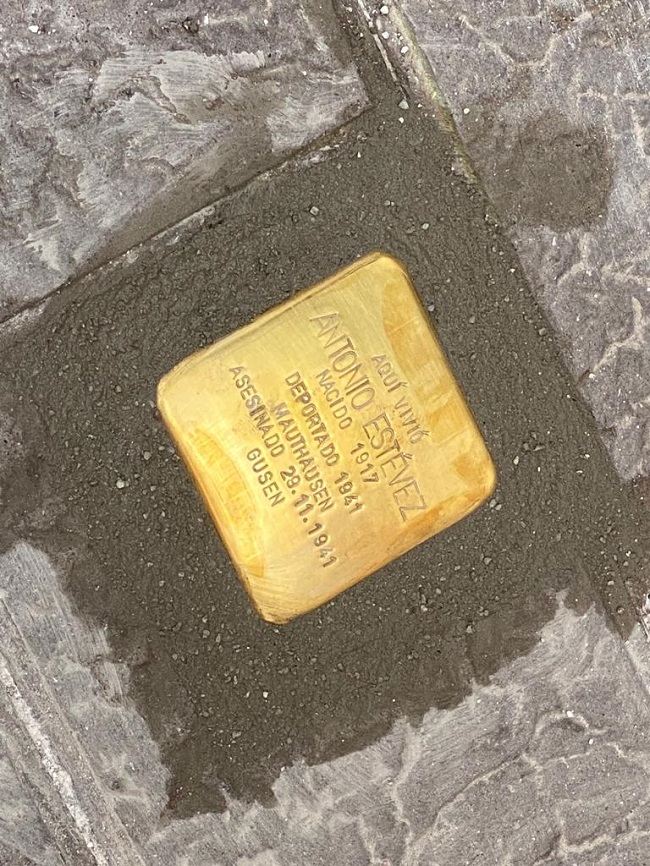 AQUÍ VIVIÓ
ANTONIO ESTÉVEZ
NACIDO 1917
DEPORTADO 1941
MAUTHAUSEN
ASESINADO 29.11.1941
GUSEN